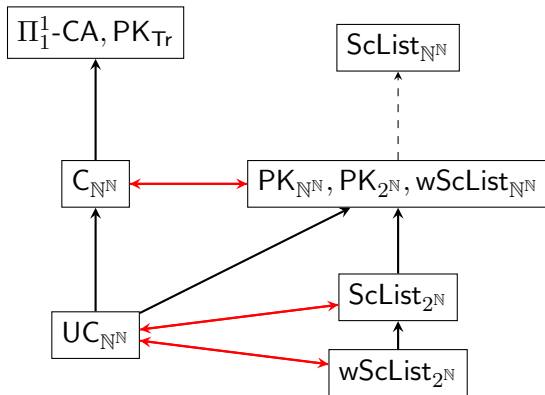 Π₁¹-CA, PK_Tr
ScList_ℕ^ℕ
C_ℕ^ℕ
PK_ℕ^ℕ, PK_2^ℕ, wScList_ℕ^ℕ
ScList_2^ℕ
UC_ℕ^ℕ
wScList_2^ℕ